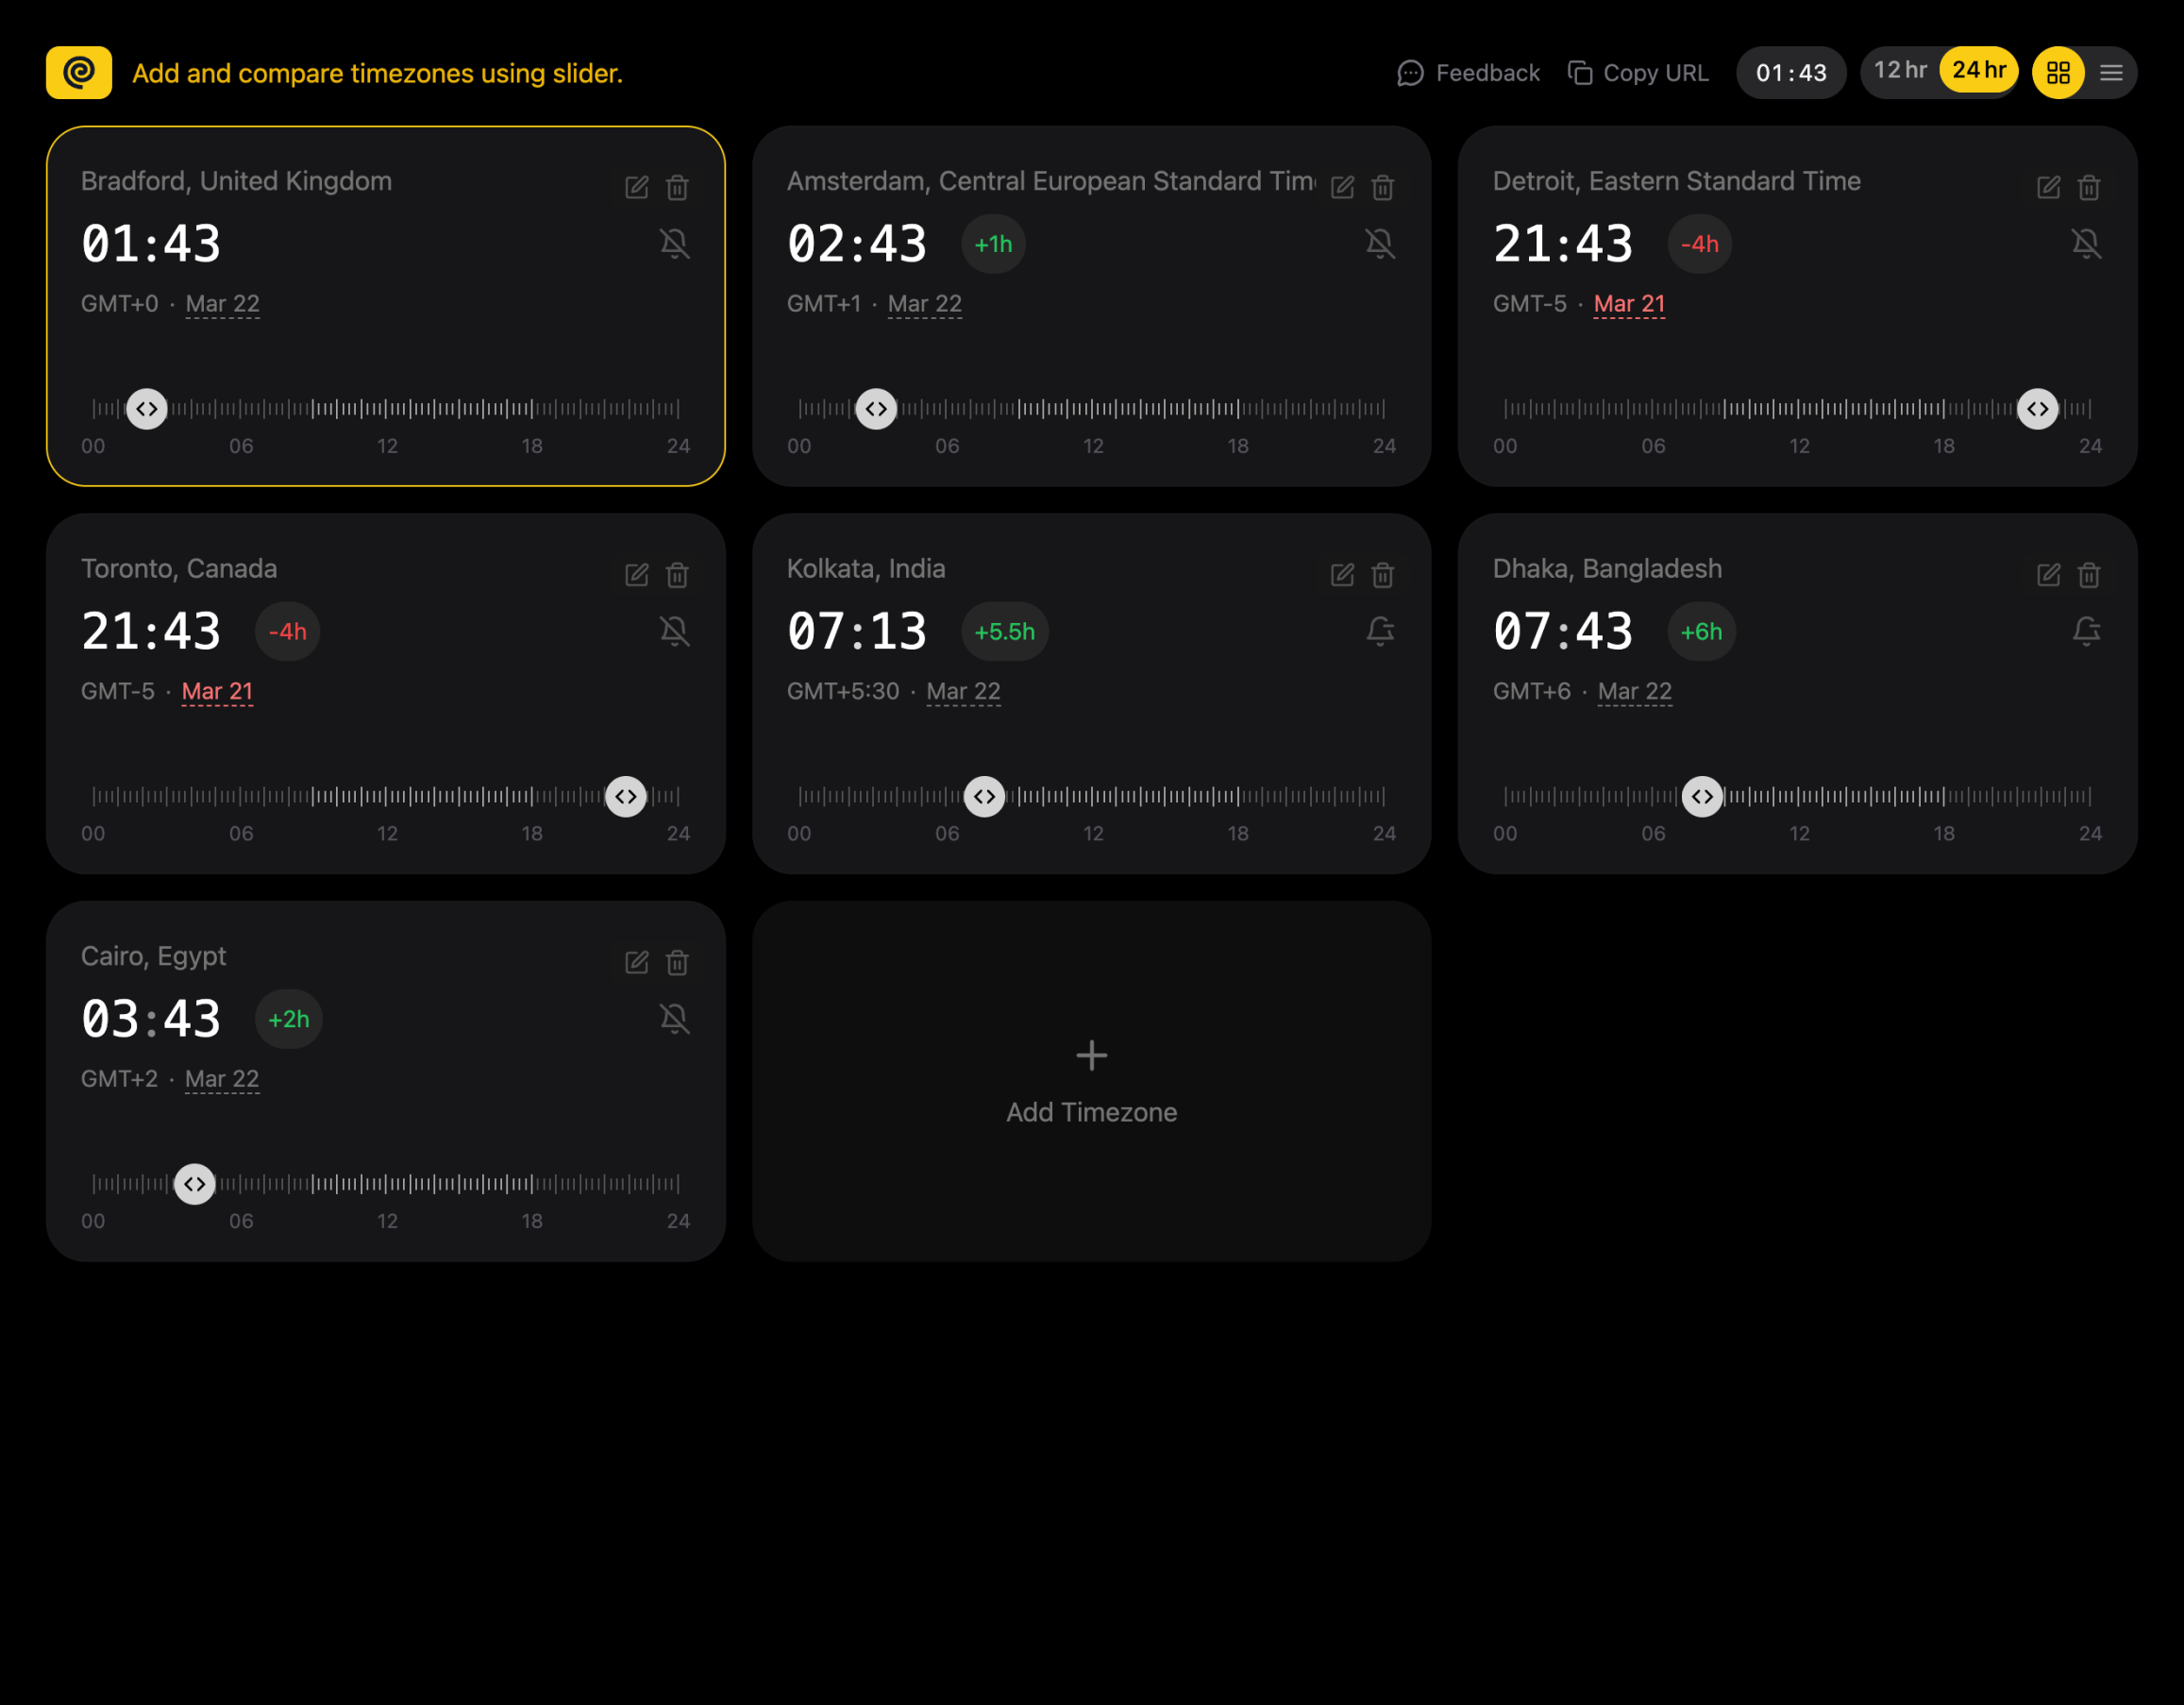 Add and compare timezones using slider.
Feedback Copy URL 01:43 12 hr 24 hr
Bradford, United Kingdom
01:43
GMT+0 · Mar 22
00 06 12 18 24
Amsterdam, Central European Standard Tim
02:43 +1h
GMT+1 · Mar 22
00 06 12 18 24
Detroit, Eastern Standard Time
21:43 -4h
GMT-5 · Mar 21
00 06 12 18 24
Toronto, Canada
21:43 -4h
GMT-5 · Mar 21
00 06 12 18 24
Kolkata, India
07:13 +5.5h
GMT+5:30 · Mar 22
00 06 12 18 24
Dhaka, Bangladesh
07:43 +6h
GMT+6 · Mar 22
00 06 12 18 24
Cairo, Egypt
03:43 +2h
GMT+2 · Mar 22
00 06 12 18 24
Add Timezone